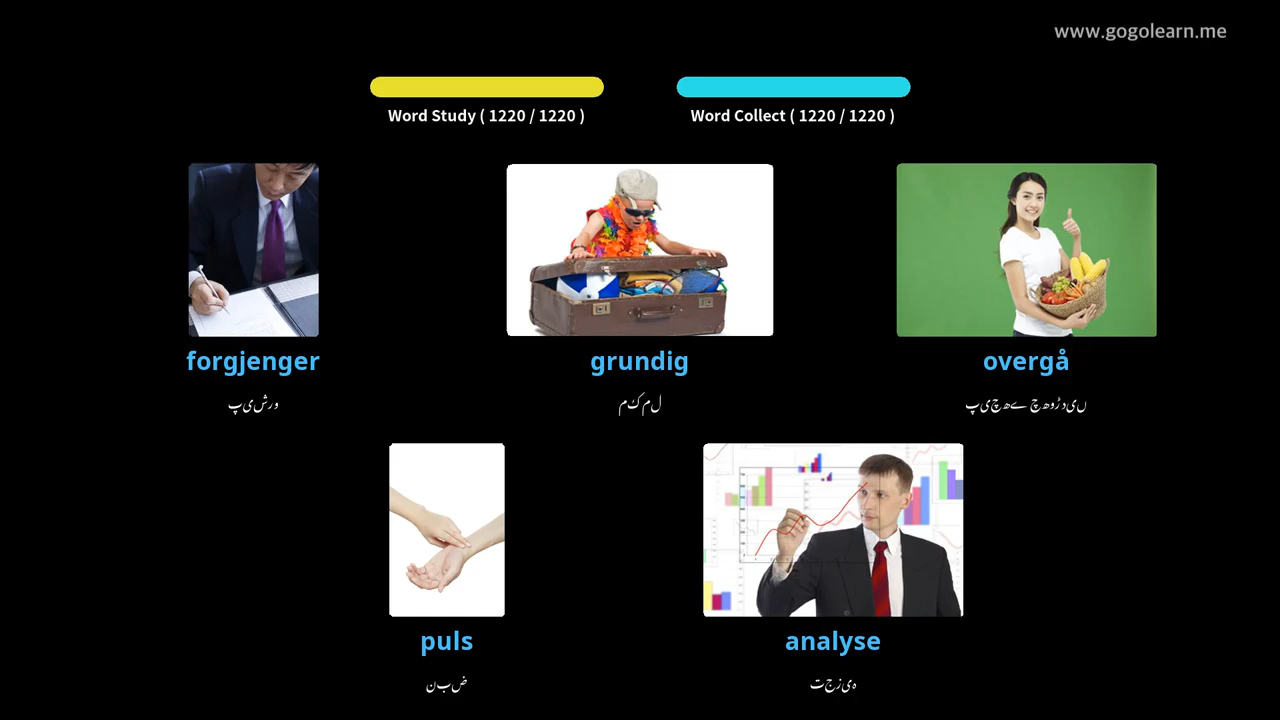 www.gogolearn.me
Word Study ( 1220 / 1220 )
Word Collect ( 1220 / 1220 )
forgjenger
پیشرو
grundig
مکمل
overgå
پیچھے چھوڑ دیں
puls
نبض
analyse
تجزیہ